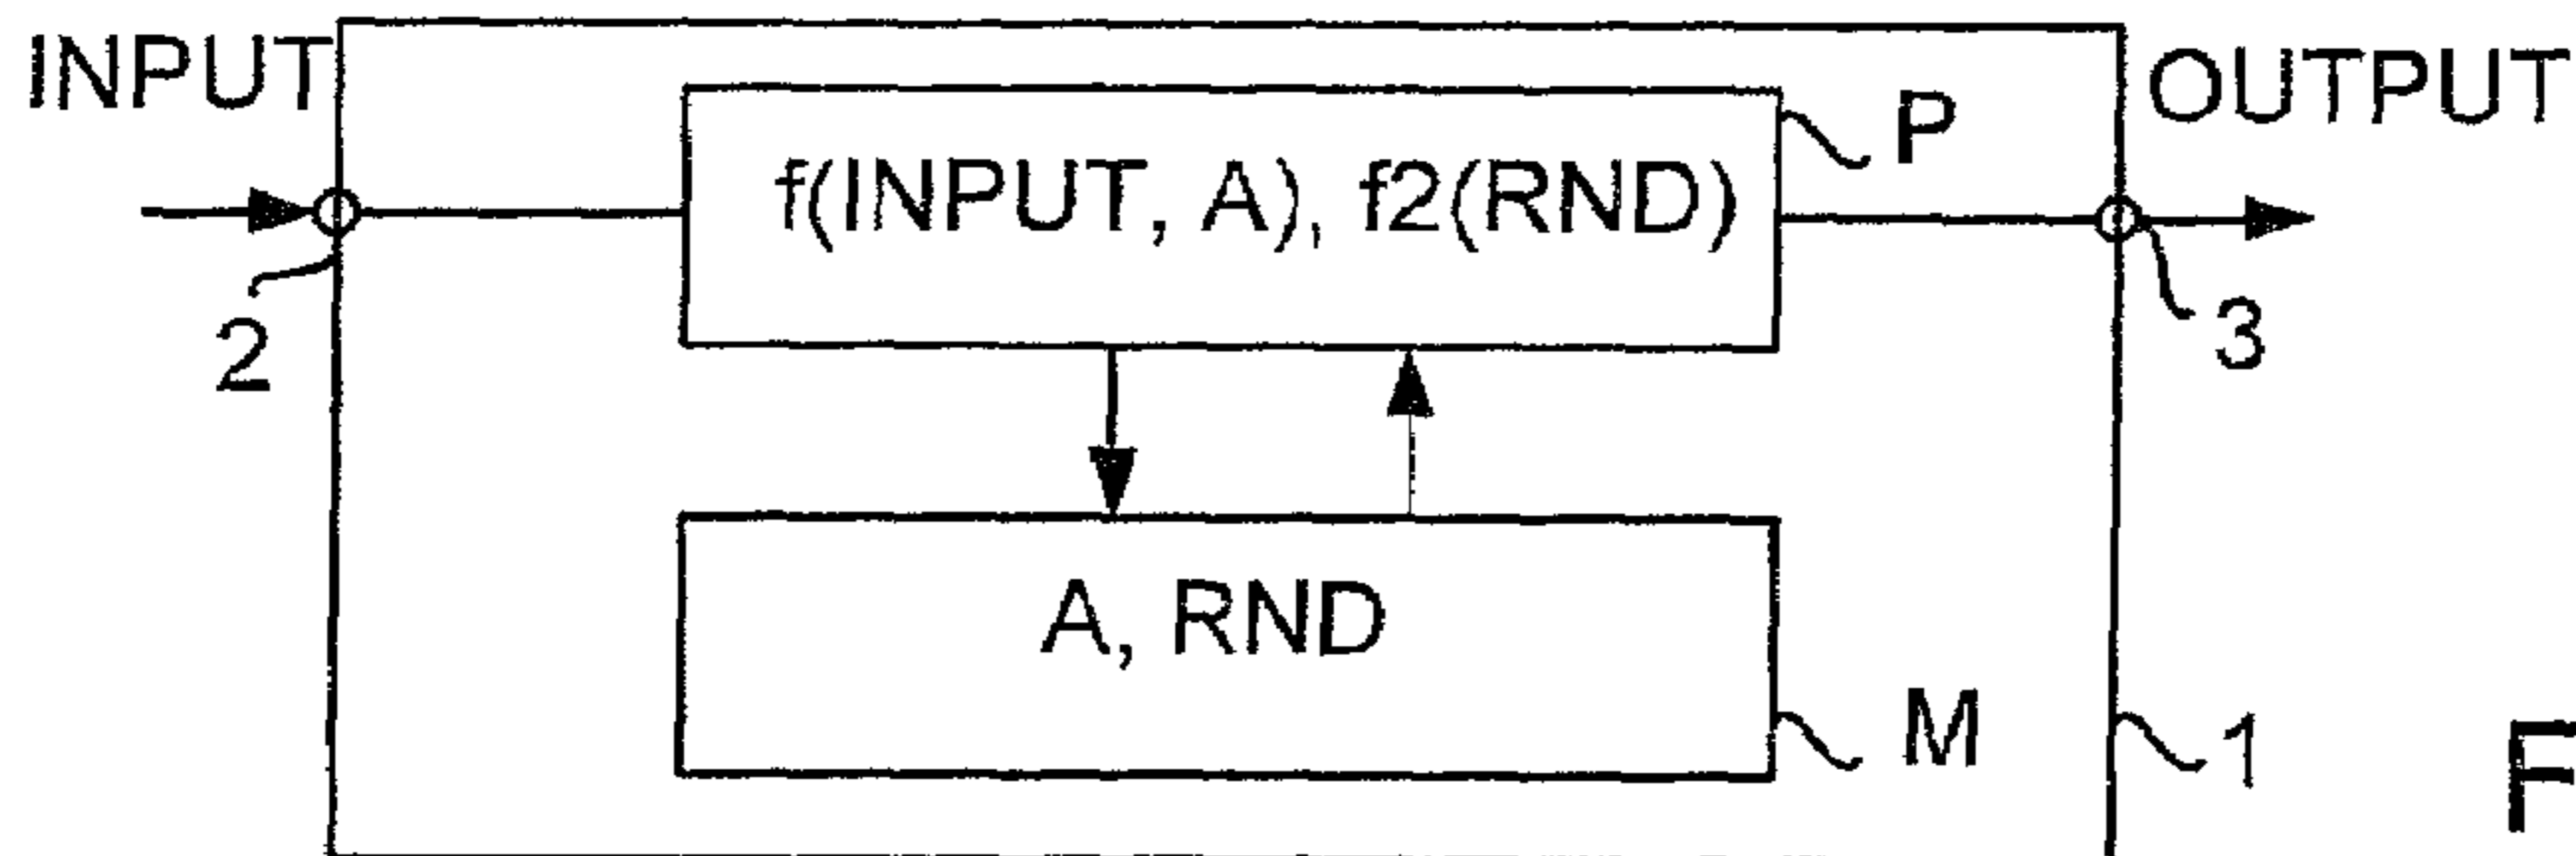 INPUT
OUTPUT
P
f(INPUT, A), f2(RND)
2
3
A, RND
M
1
F